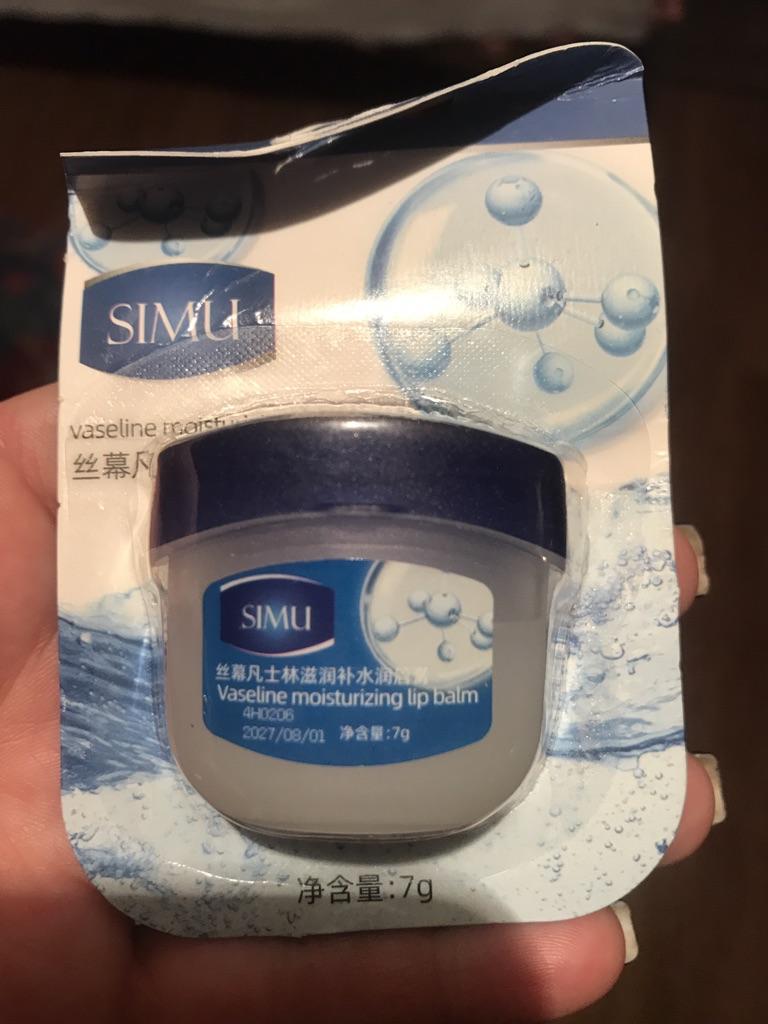 SIMU
vaseline
丝幕凡
SIMU
丝幕凡士林滋润补水润唇膏
Vaseline moisturizing lip balm
4H0206
2027/08/01 净含量:7g
净含量:7g